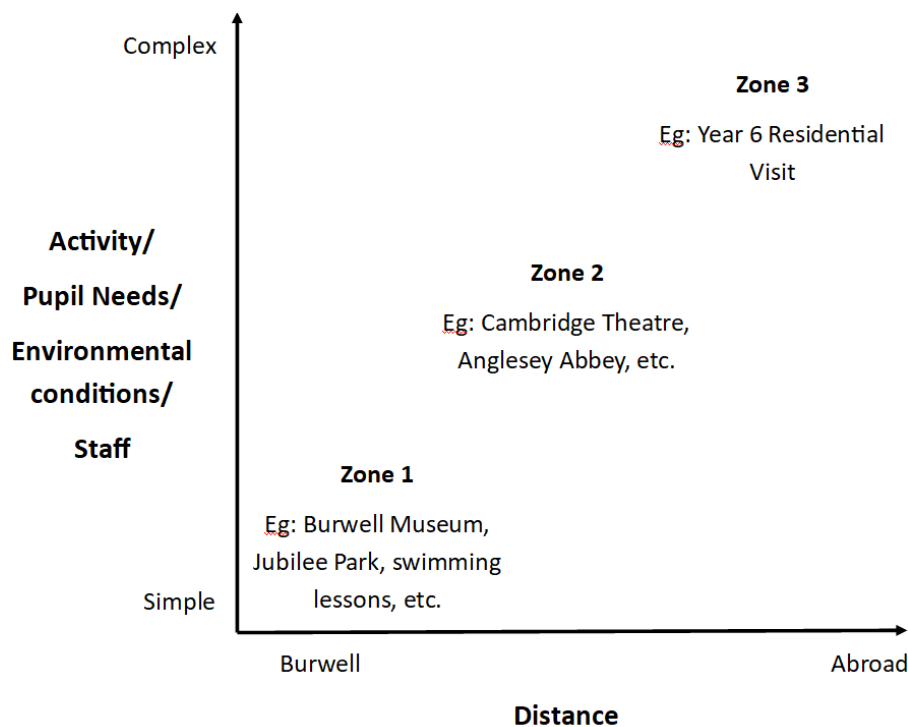 Complex
Zone 3
Eg: Year 6 Residential
Visit
Activity/
Pupil Needs/
Environmental
conditions/
Staff
Zone 2
Eg: Cambridge Theatre,
Anglesey Abbey, etc.
Zone 1
Eg: Burwell Museum,
Jubilee Park, swimming
lessons, etc.
Simple
Burwell
Abroad
Distance